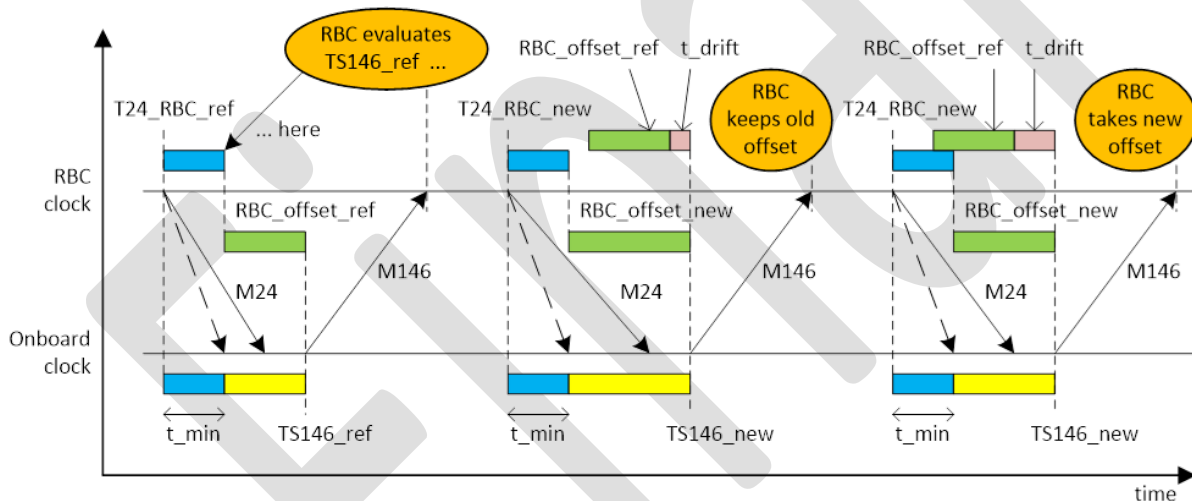 RBC evaluates
TS146_ref ...
RBC_offset_ref
t_drift
RBC_offset_ref
t_drift
T24_RBC_ref
... here
T24_RBC_new
RBC
keeps old
offset
T24_RBC_new
RBC
takes new
offset
RBC
clock
RBC_offset_ref
RBC_offset_new
RBC_offset_new
M24
M146
M24
M146
M24
M146
Onboard
clock
t_min
TS146_ref
t_min
TS146_new
t_min
TS146_new
time